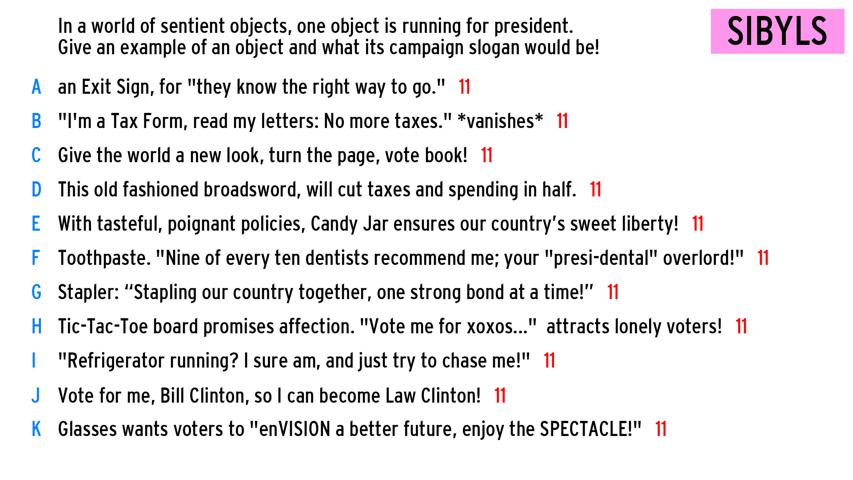 In a world of sentient objects, one object is running for president.
Give an example of an object and what its campaign slogan would be!
SIBYLS
A an Exit Sign, for "they know the right way to go." 11
B "I'm a Tax Form, read my letters: No more taxes." *vanishes* 11
C Give the world a new look, turn the page, vote book! 11
D This old fashioned broadsword, will cut taxes and spending in half. 11
E With tasteful, poignant policies, Candy Jar ensures our country’s sweet liberty! 11
F Toothpaste. "Nine of every ten dentists recommend me; your "presi-dental" overlord!" 11
G Stapler: “Stapling our country together, one strong bond at a time!” 11
H Tic-Tac-Toe board promises affection. "Vote me for xoxos..." attracts lonely voters! 11
I "Refrigerator running? I sure am, and just try to chase me!" 11
J Vote for me, Bill Clinton, so I can become Law Clinton! 11
K Glasses wants voters to "enVISION a better future, enjoy the SPECTACLE!" 11